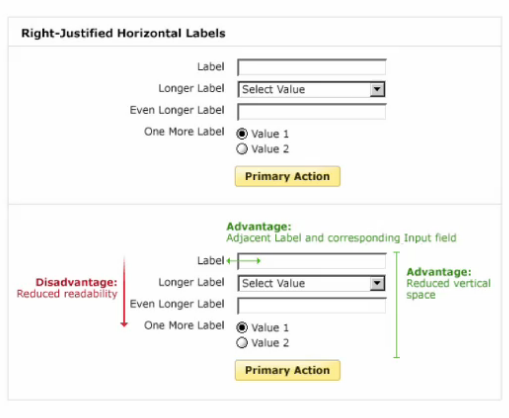 Right-Justified Horizontal Labels
Label
Longer Label Select Value
Even Longer Label
One More Label Value 1
Value 2
Primary Action
Advantage:
Adjacent Label and corresponding Input field
Label
Disadvantage:
Reduced readability
Longer Label Select Value
Even Longer Label
One More Label Value 1
Value 2
Advantage:
Reduced vertical
space
Primary Action